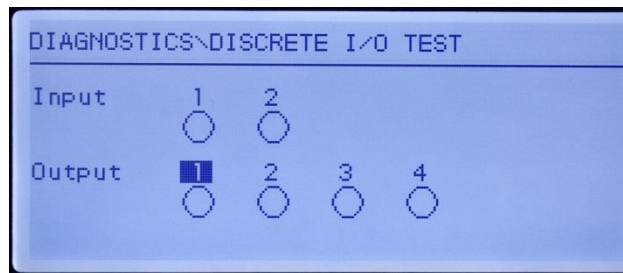 DIAGNOSTICS\DISCRETE I/O TEST
Input 1 2
Output 1 2 3 4